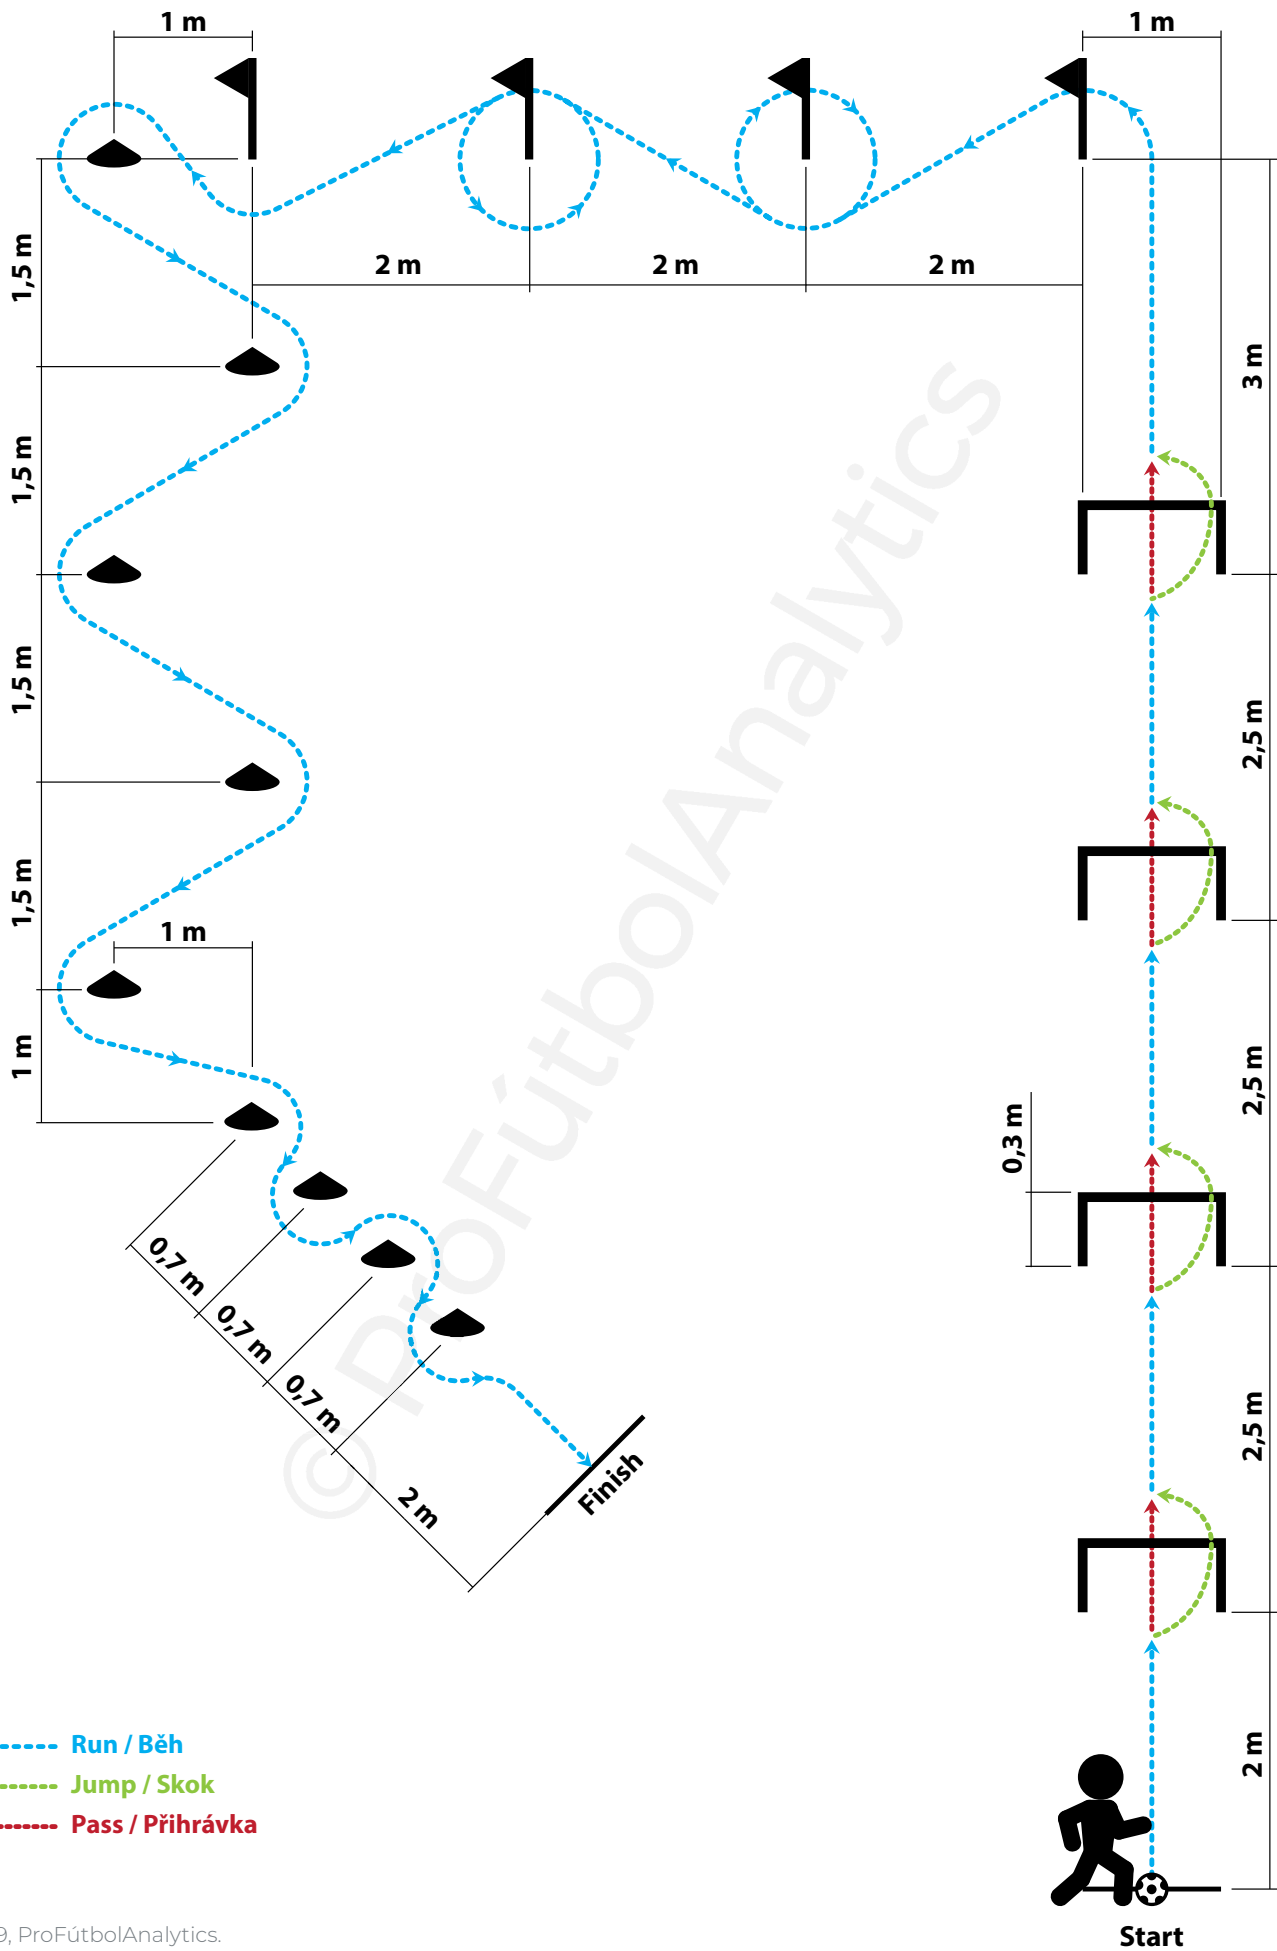 1 m
1 m
2 m
2 m
2 m
1,5 m
3 m
1,5 m
1,5 m
2,5 m
1,5 m
1 m
1 m
2,5 m
0,3 m
0,7 m
0,7 m
0,7 m
2,5 m
2 m
Finish
© ProFútbolAnalytics
Run / Běh
Jump / Skok
Pass / Přihrávka
2 m
Start
9, ProFútbolAnalytics.